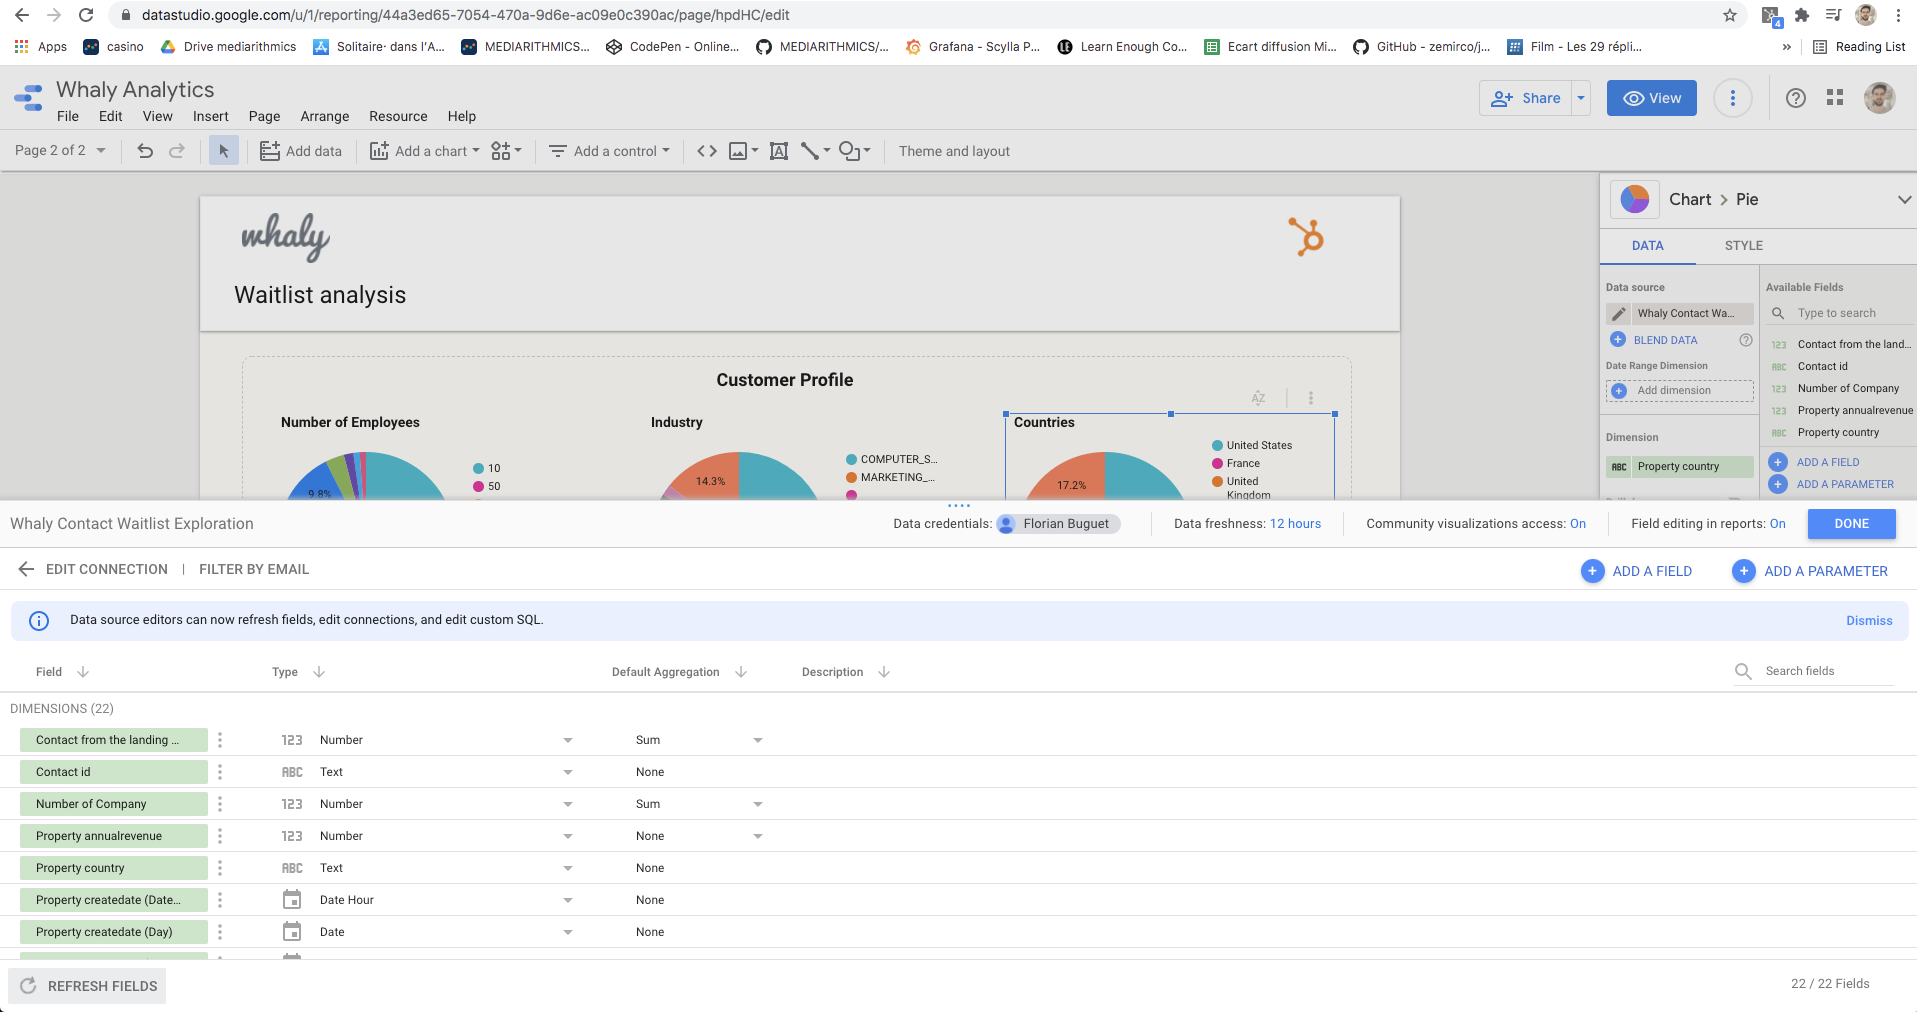 datastudio.google.com/u/1/reporting/44a3ed65-7054-470a-9d6e-ac09e0c390ac/page/hpdHC/edit
4
Apps casino Drive mediarithmics Solitaire· dans l'A... MEDIARITHMICS... CodePen - Online... MEDIARITHMICS/... Grafana - Scylla P... Learn Enough Co... Ecart diffusion Mi... GitHub - zemirco/j... Film - Les 29 répli... » Reading List
Whaly Analytics
File Edit View Insert Page Arrange Resource Help
Share View
Page 2 of 2 Add data Add a chart Add a control Theme and layout
whaly
Waitlist analysis
Customer Profile
Number of Employees
9.8%
10
50
Industry
14.3%
COMPUTER_S...
MARKETING_...
AZ
Countries
17.2%
United States
France
United
Kingdom
Chart > Pie
DATA STYLE
Data source
Whaly Contact Wa...
BLEND DATA
Date Range Dimension
Add dimension
Dimension
ABC Property country
Available Fields
Type to search
123 Contact from the land...
ABC Contact id
123 Number of Company
123 Property annualrevenue
ABC Property country
ADD A FIELD
ADD A PARAMETER
Whaly Contact Waitlist Exploration Data credentials: Florian Buguet Data freshness: 12 hours Community visualizations access: On Field editing in reports: On DONE
EDIT CONNECTION | FILTER BY EMAIL ADD A FIELD ADD A PARAMETER
Data source editors can now refresh fields, edit connections, and edit custom SQL. Dismiss
Field Type Default Aggregation Description Search fields
DIMENSIONS (22)
Contact from the landing ... 123 Number Sum
Contact id ABC Text None
Number of Company 123 Number Sum
Property annualrevenue 123 Number None
Property country ABC Text None
Property createdate (Date... Date Hour None
Property createdate (Day) Date None
REFRESH FIELDS 22 / 22 Fields